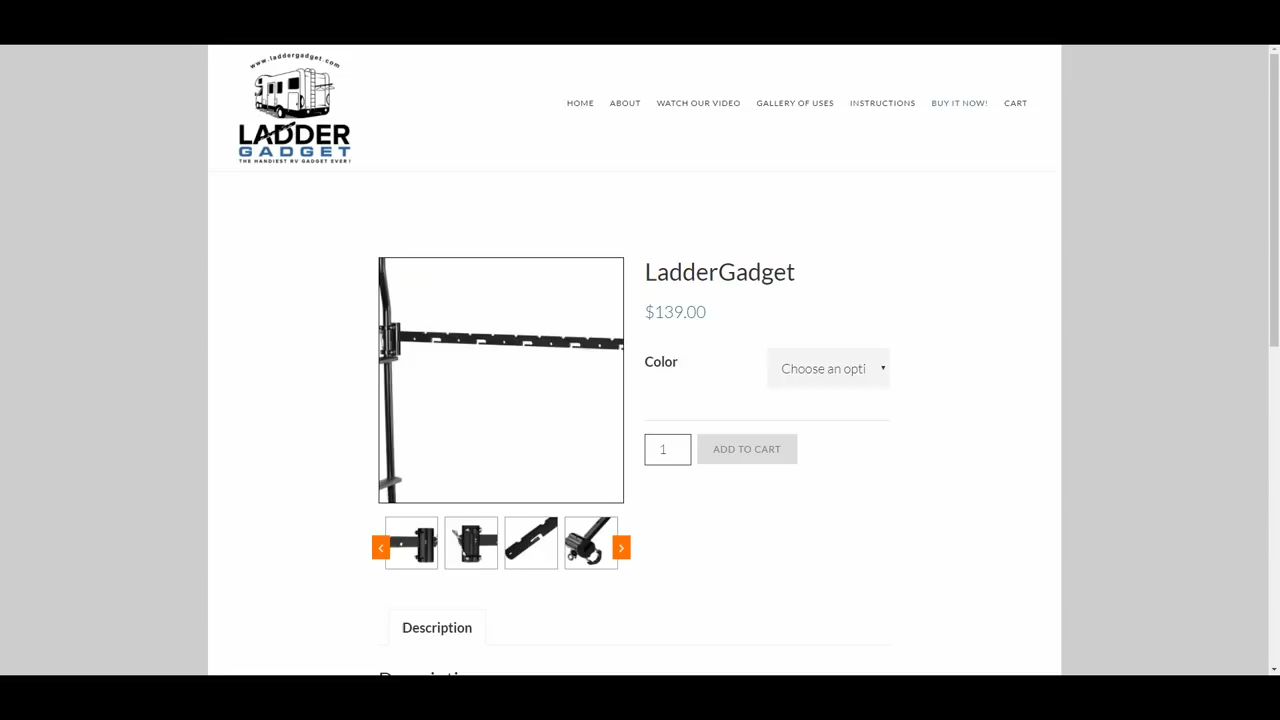 www.laddergadget.com
LADDER
GADGET
THE HANDIEST RV GADGET EVER!
HOME ABOUT WATCH OUR VIDEO GALLERY OF USES INSTRUCTIONS BUY IT NOW! CART
LadderGadget
$139.00
Color Choose an opti
1 ADD TO CART
Description